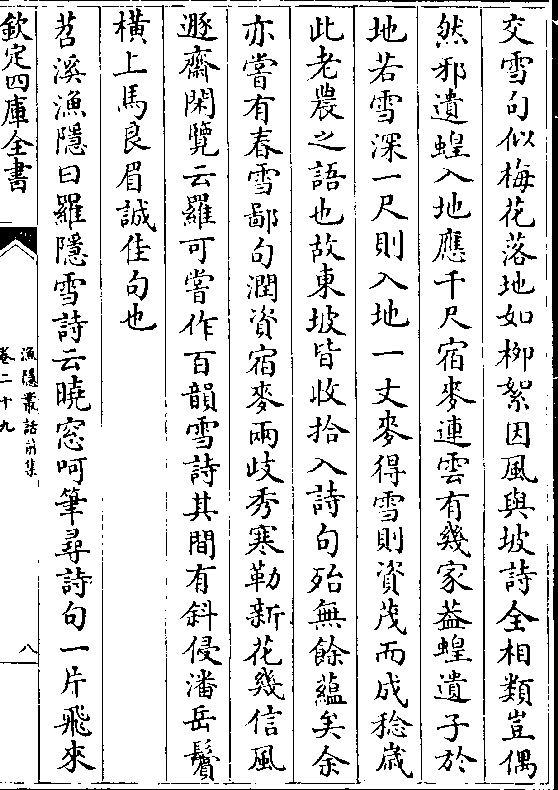 交雪句似梅花落地如柳絮因風與坡詩全相類豈偶
然邪遺蝗入地應千尺宿麥連雲有幾家葢蝗遺子於
地若雪深一尺則入地一丈麥得雪則資茂而成稔嵗
此老農之語也故東坡皆收拾入詩句殆無餘藴矣余
亦嘗有春雪鄙句潤資宿麥兩歧秀寒勒新花幾信風
遯齋閑覽云羅可嘗作百韻雪詩其間有斜侵潘岳鬢
横上馬良眉誠佳句也
苕溪漁隱曰羅隱雪詩云曉窓呵筆尋詩句一片飛來
欽定四庫全書
漁隱叢話前集
卷二十九
八